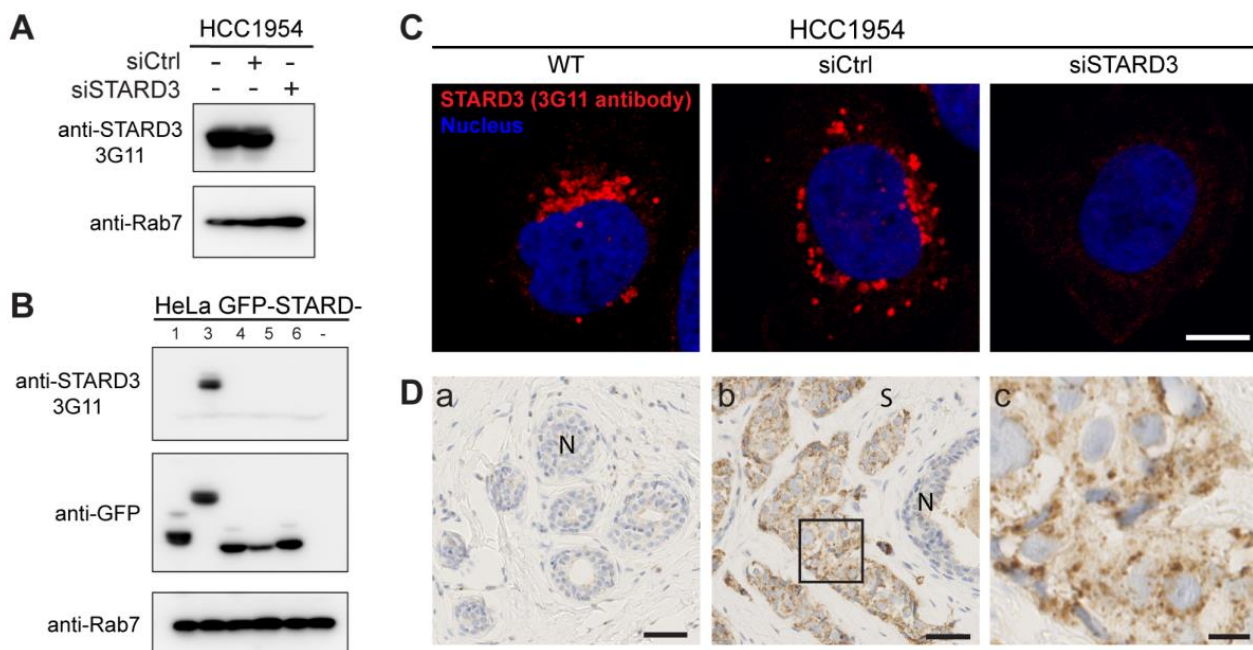 A
HCC1954
siCtrl - + -
siSTARD3 - - +
anti-STARD3
3G11
anti-Rab7
B
HeLa GFP-STARD-
1 3 4 5 6 -
anti-STARD3
3G11
anti-GFP
anti-Rab7
C
HCC1954
WT siCtrl siSTARD3
STARD3 (3G11 antibody)
Nucleus
D
a
N
b
S
N
c